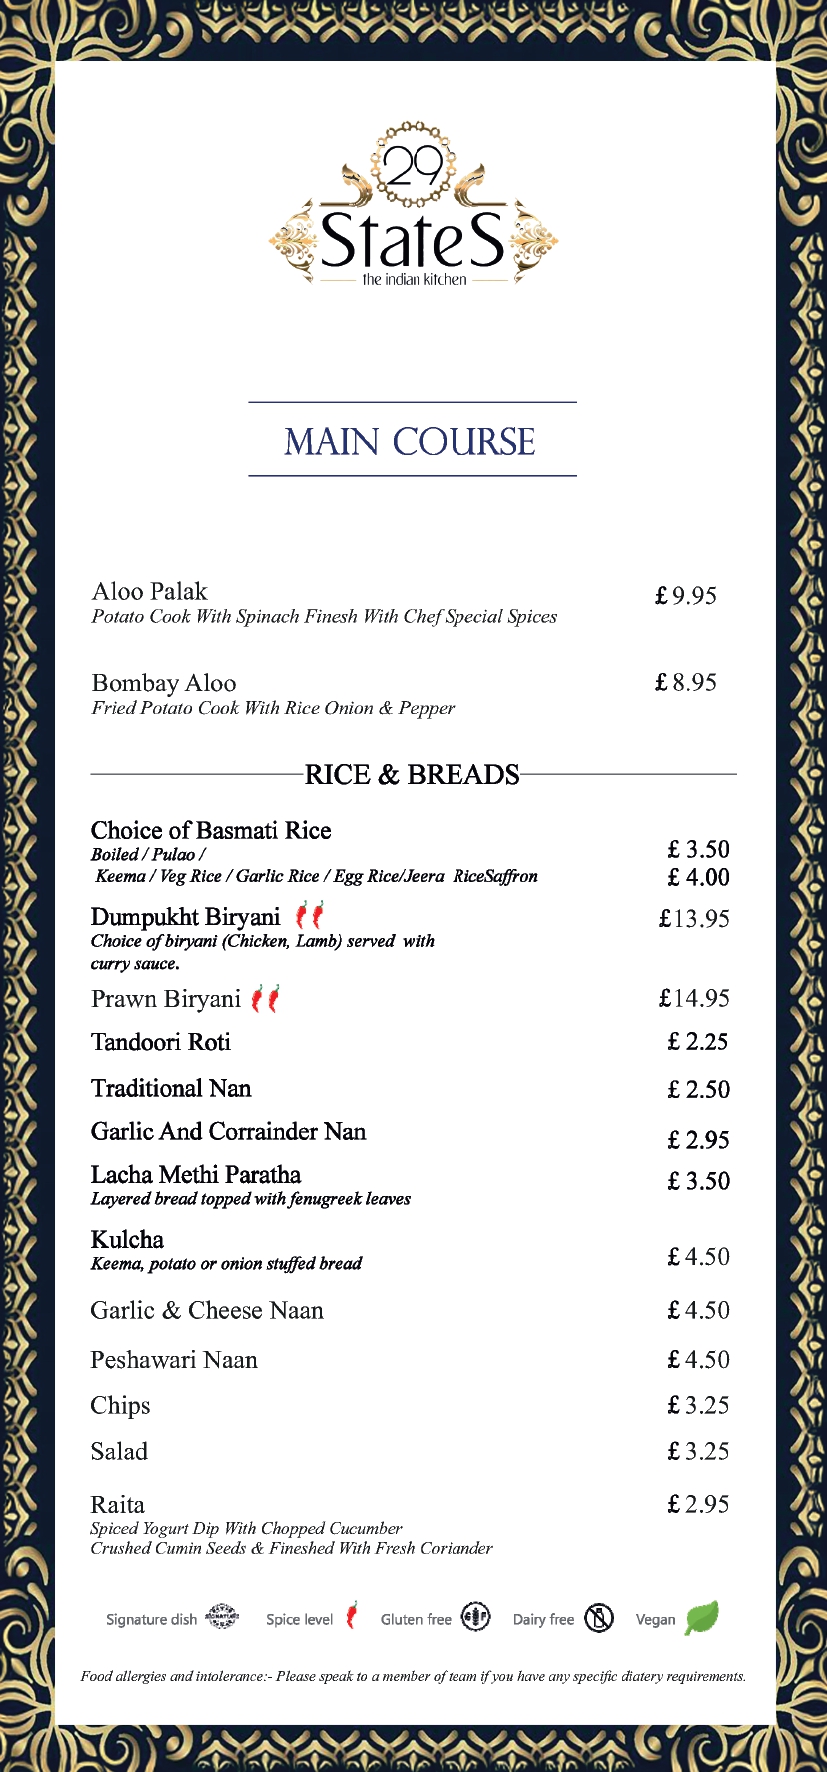 29
StateS
the indian kitchen
MAIN COURSE
Aloo Palak £ 9.95
Potato Cook With Spinach Finesh With Chef Special Spices
Bombay Aloo £ 8.95
Fried Potato Cook With Rice Onion & Pepper
RICE & BREADS
Choice of Basmati Rice
Boiled / Pulao / £ 3.50
Keema / Veg Rice / Garlic Rice / Egg Rice/Jeera RiceSaffron £ 4.00
Dumpukht Biryani £13.95
Choice of biryani (Chicken, Lamb) served with
curry sauce.
Prawn Biryani £14.95
Tandoori Roti £ 2.25
Traditional Nan £ 2.50
Garlic And Corrainder Nan £ 2.95
Lacha Methi Paratha £ 3.50
Layered bread topped with fenugreek leaves
Kulcha
Keema, potato or onion stuffed bread £ 4.50
Garlic & Cheese Naan £ 4.50
Peshawari Naan £ 4.50
Chips £ 3.25
Salad £ 3.25
Raita £ 2.95
Spiced Yogurt Dip With Chopped Cucumber
Crushed Cumin Seeds & Fineshed With Fresh Coriander
Signature dish SIGNATURE Spice level Gluten free GF Dairy free Vegan
Food allergies and intolerance:- Please speak to a member of team if you have any specific diatery requirements.